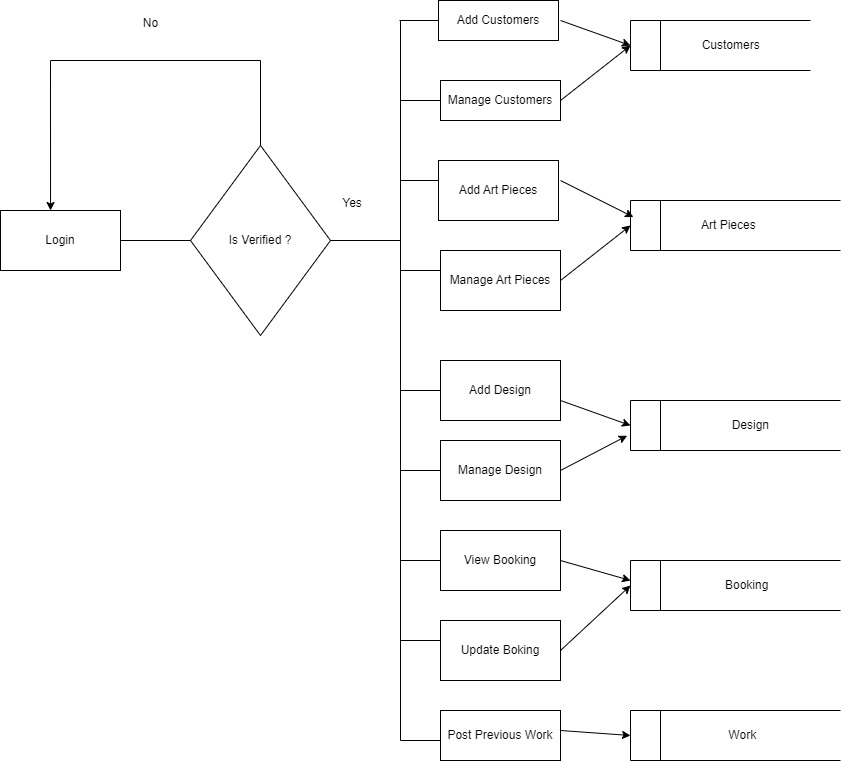 No
Add Customers
Customers
Manage Customers
Yes
Add Art Pieces
Art Pieces
Login
Is Verified ?
Manage Art Pieces
Add Design
Design
Manage Design
View Booking
Booking
Update Boking
Post Previous Work
Work